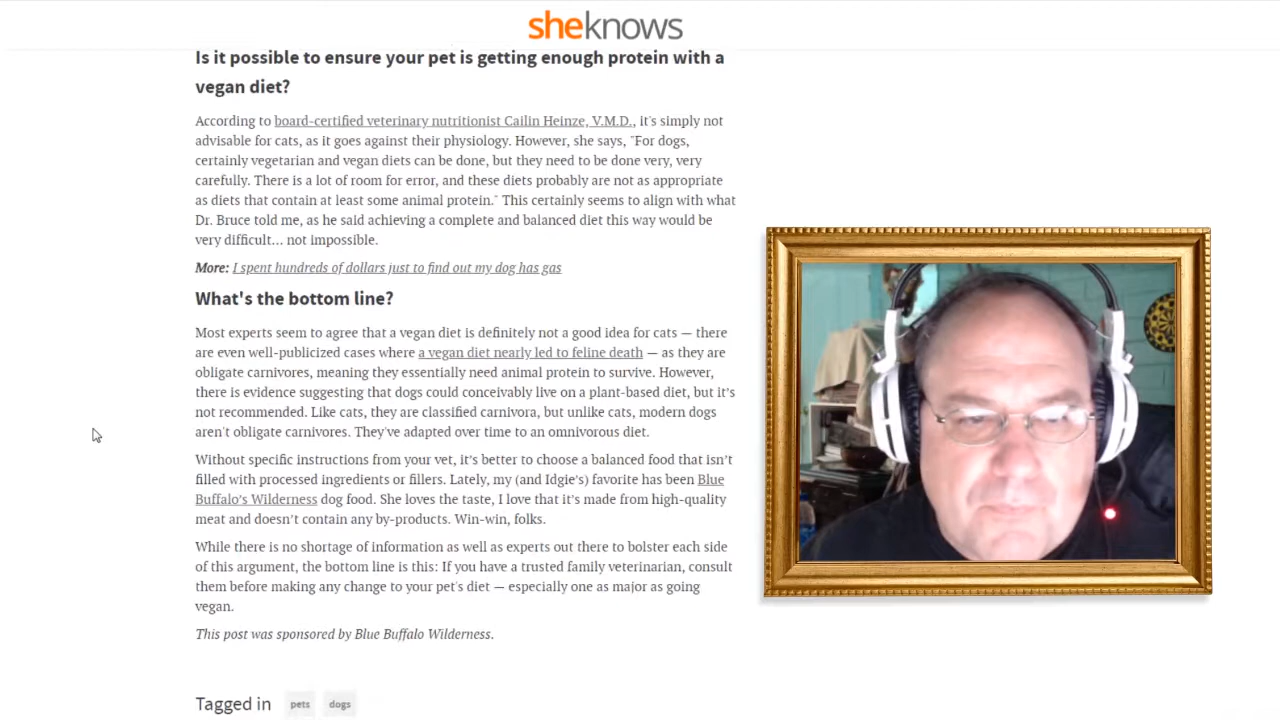 sheknows
Is it possible to ensure your pet is getting enough protein with a
vegan diet?
According to board-certified veterinary nutritionist Cailin Heinze, V.M.D., it's simply not
advisable for cats, as it goes against their physiology. However, she says, "For dogs,
certainly vegetarian and vegan diets can be done, but they need to be done very, very
carefully. There is a lot of room for error, and these diets probably are not as appropriate
as diets that contain at least some animal protein." This certainly seems to align with what
Dr. Bruce told me, as he said achieving a complete and balanced diet this way would be
very difficult… not impossible.
More: I spent hundreds of dollars just to find out my dog has gas
What's the bottom line?
Most experts seem to agree that a vegan diet is definitely not a good idea for cats — there
are even well-publicized cases where a vegan diet nearly led to feline death — as they are
obligate carnivores, meaning they essentially need animal protein to survive. However,
there is evidence suggesting that dogs could conceivably live on a plant-based diet, but it’s
not recommended. Like cats, they are classified carnivora, but unlike cats, modern dogs
aren't obligate carnivores. They've adapted over time to an omnivorous diet.
Without specific instructions from your vet, it’s better to choose a balanced food that isn’t
filled with processed ingredients or fillers. Lately, my (and Idgie’s) favorite has been Blue
Buffalo’s Wilderness dog food. She loves the taste, I love that it’s made from high-quality
meat and doesn’t contain any by-products. Win-win, folks.
While there is no shortage of information as well as experts out there to bolster each side
of this argument, the bottom line is this: If you have a trusted family veterinarian, consult
them before making any change to your pet's diet — especially one as major as going
vegan.
This post was sponsored by Blue Buffalo Wilderness.
Tagged in pets dogs